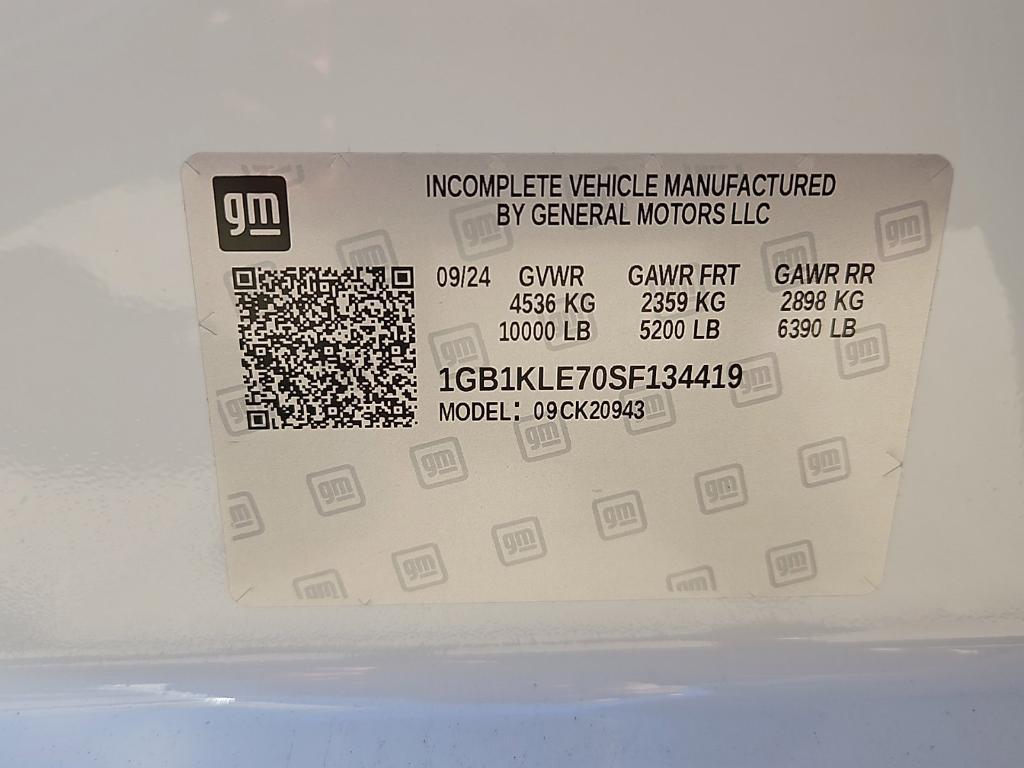 gm
INCOMPLETE VEHICLE MANUFACTURED
BY GENERAL MOTORS LLC
09/24 GVWR GAWR FRT GAWR RR
4536 KG 2359 KG 2898 KG
10000 LB 5200 LB 6390 LB
1GB1KLE70SF134419
MODEL: 09CK20943